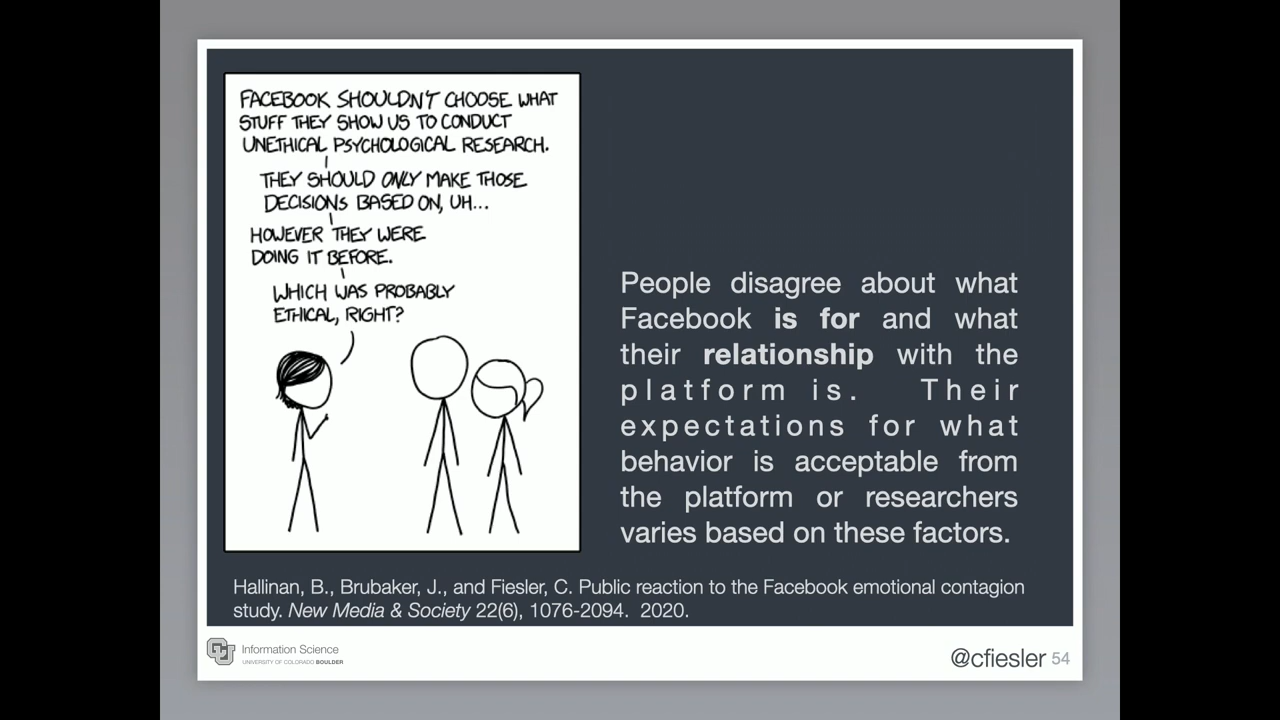 FACEBOOK SHOULDN'T CHOOSE WHAT
STUFF THEY SHOW US TO CONDUCT
UNETHICAL PSYCHOLOGICAL RESEARCH.
THEY SHOULD ONLY MAKE THOSE
DECISIONS BASED ON, UH...
HOWEVER THEY WERE
DOING IT BEFORE.
WHICH WAS PROBABLY
ETHICAL, RIGHT?
People disagree about what
Facebook is for and what
their relationship with the
platform is. Their
expectations for what
behavior is acceptable from
the platform or researchers
varies based on these factors.
Hallinan, B., Brubaker, J., and Fiesler, C. Public reaction to the Facebook emotional contagion
study. New Media & Society 22(6), 1076-2094. 2020.
CU
Information Science
UNIVERSITY OF COLORADO BOULDER
@cfiesler 54